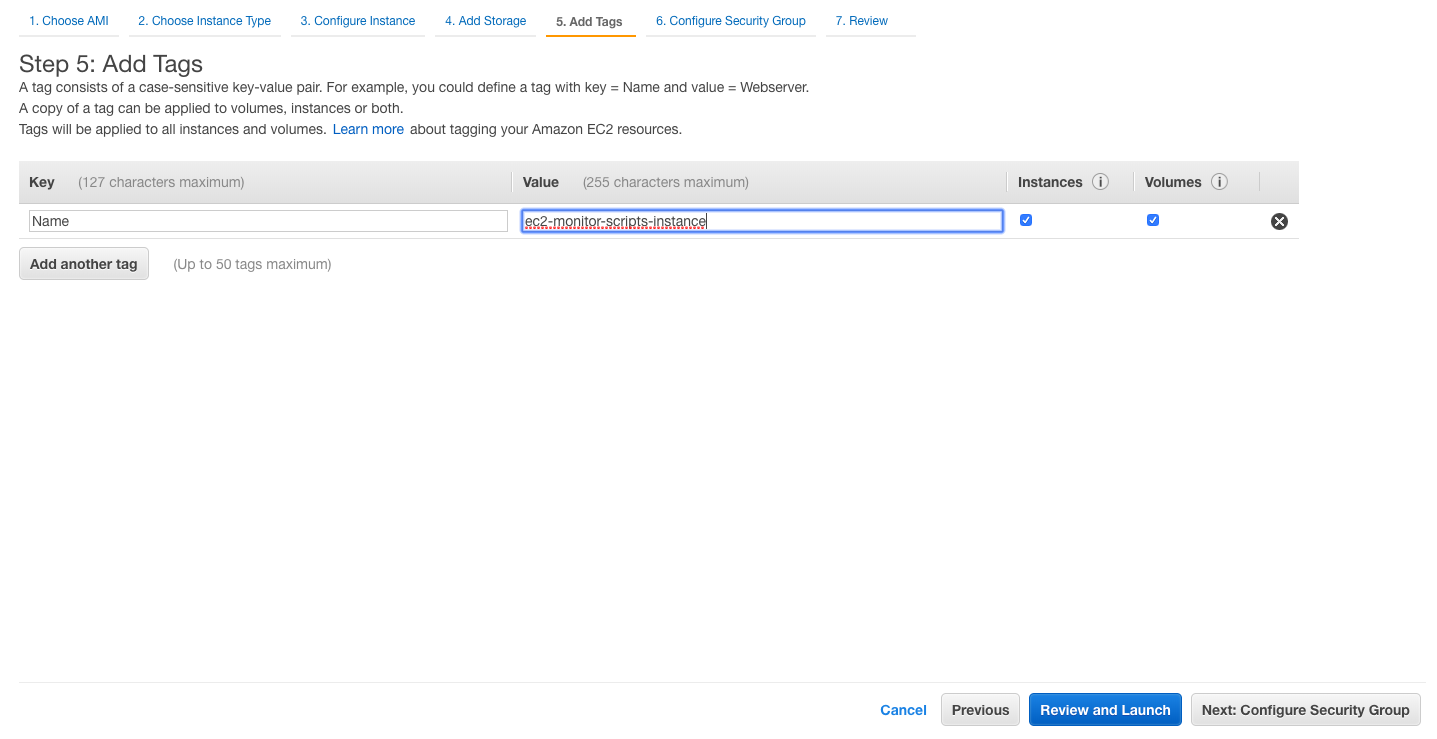 1. Choose AMI 2. Choose Instance Type 3. Configure Instance 4. Add Storage 5. Add Tags 6. Configure Security Group 7. Review
Step 5: Add Tags
A tag consists of a case-sensitive key-value pair. For example, you could define a tag with key = Name and value = Webserver.
A copy of a tag can be applied to volumes, instances or both.
Tags will be applied to all instances and volumes. Learn more about tagging your Amazon EC2 resources.
Key (127 characters maximum) Value (255 characters maximum) Instances i Volumes i
Name ec2-monitor-scripts-instance
Add another tag (Up to 50 tags maximum)
Cancel Previous Review and Launch Next: Configure Security Group